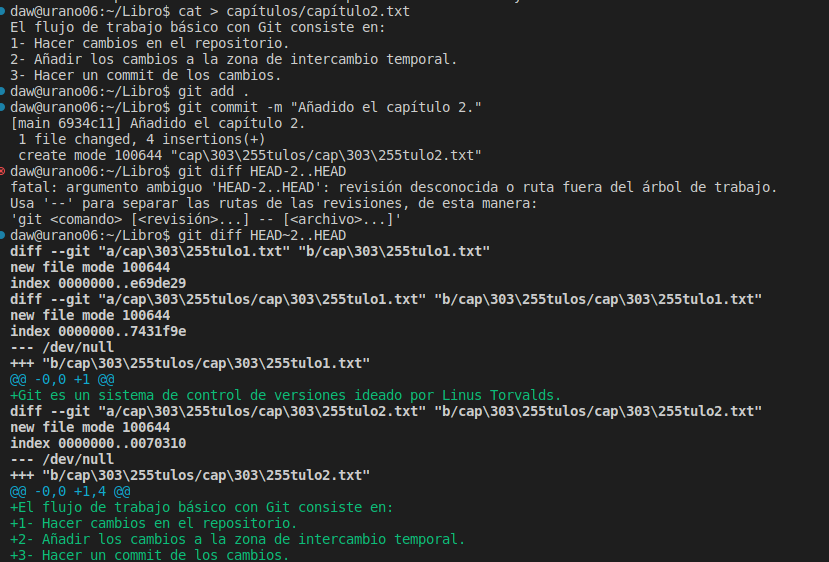 daw@urano06:~/Libro$ cat > capítulos/capítulo2.txt
El flujo de trabajo básico con Git consiste en:
1- Hacer cambios en el repositorio.
2- Añadir los cambios a la zona de intercambio temporal.
3- Hacer un commit de los cambios.
daw@urano06:~/Libro$ git add .
daw@urano06:~/Libro$ git commit -m "Añadido el capítulo 2."
[main 6934c11] Añadido el capítulo 2.
 1 file changed, 4 insertions(+)
 create mode 100644 "cap\303\255tulos/cap\303\255tulo2.txt"
daw@urano06:~/Libro$ git diff HEAD-2..HEAD
fatal: argumento ambiguo 'HEAD-2..HEAD': revisión desconocida o ruta fuera del árbol de trabajo.
Usa '--' para separar las rutas de las revisiones, de esta manera:
'git <comando> [<revisión>...] -- [<archivo>...]'
daw@urano06:~/Libro$ git diff HEAD~2..HEAD
diff --git "a/cap\303\255tulo1.txt" "b/cap\303\255tulo1.txt"
new file mode 100644
index 0000000..e69de29
diff --git "a/cap\303\255tulos/cap\303\255tulo1.txt" "b/cap\303\255tulos/cap\303\255tulo1.txt"
new file mode 100644
index 0000000..7431f9e
--- /dev/null
+++ "b/cap\303\255tulos/cap\303\255tulo1.txt"
@@ -0,0 +1 @@
+Git es un sistema de control de versiones ideado por Linus Torvalds.
diff --git "a/cap\303\255tulos/cap\303\255tulo2.txt" "b/cap\303\255tulos/cap\303\255tulo2.txt"
new file mode 100644
index 0000000..0070310
--- /dev/null
+++ "b/cap\303\255tulos/cap\303\255tulo2.txt"
@@ -0,0 +1,4 @@
+El flujo de trabajo básico con Git consiste en:
+1- Hacer cambios en el repositorio.
+2- Añadir los cambios a la zona de intercambio temporal.
+3- Hacer un commit de los cambios.